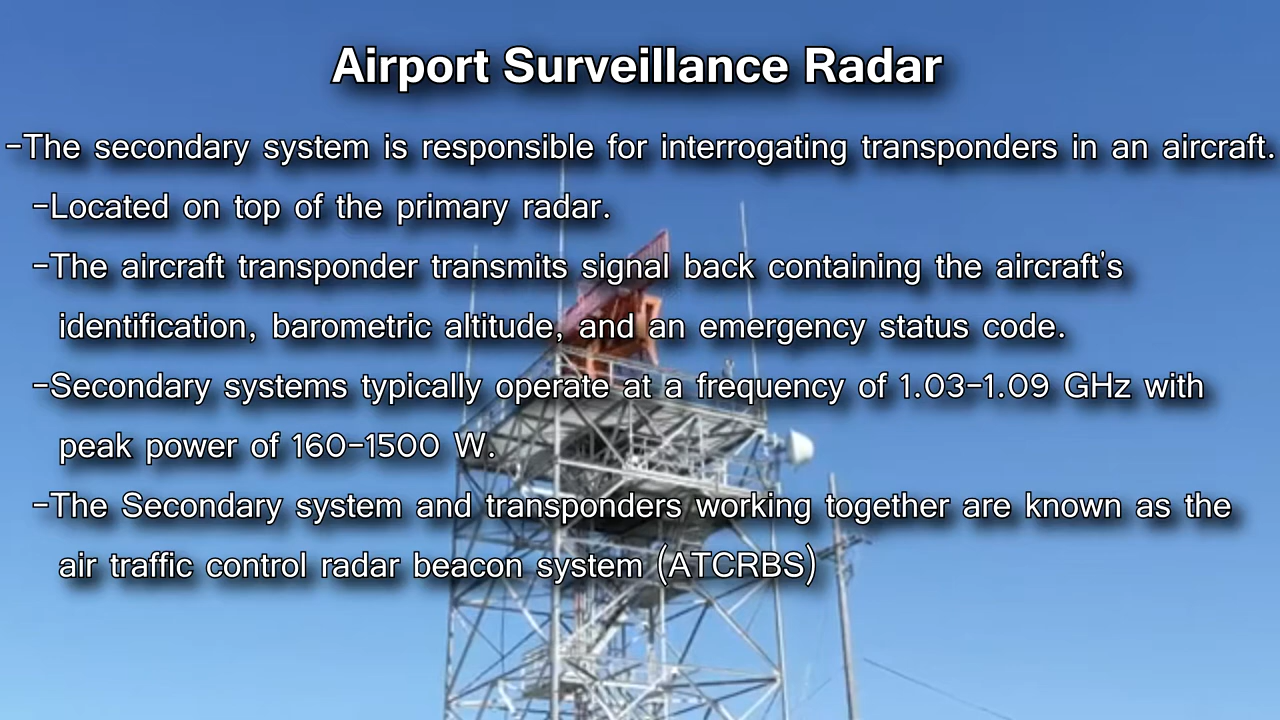 Airport Surveillance Radar
-The secondary system is responsible for interrogating transponders in an aircraft.
-Located on top of the primary radar.
-The aircraft transponder transmits signal back containing the aircraft's
identification, barometric altitude, and an emergency status code.
-Secondary systems typically operate at a frequency of 1.03-1.09 GHz with
peak power of 160-1500 W.
-The Secondary system and transponders working together are known as the
air traffic control radar beacon system (ATCRBS)